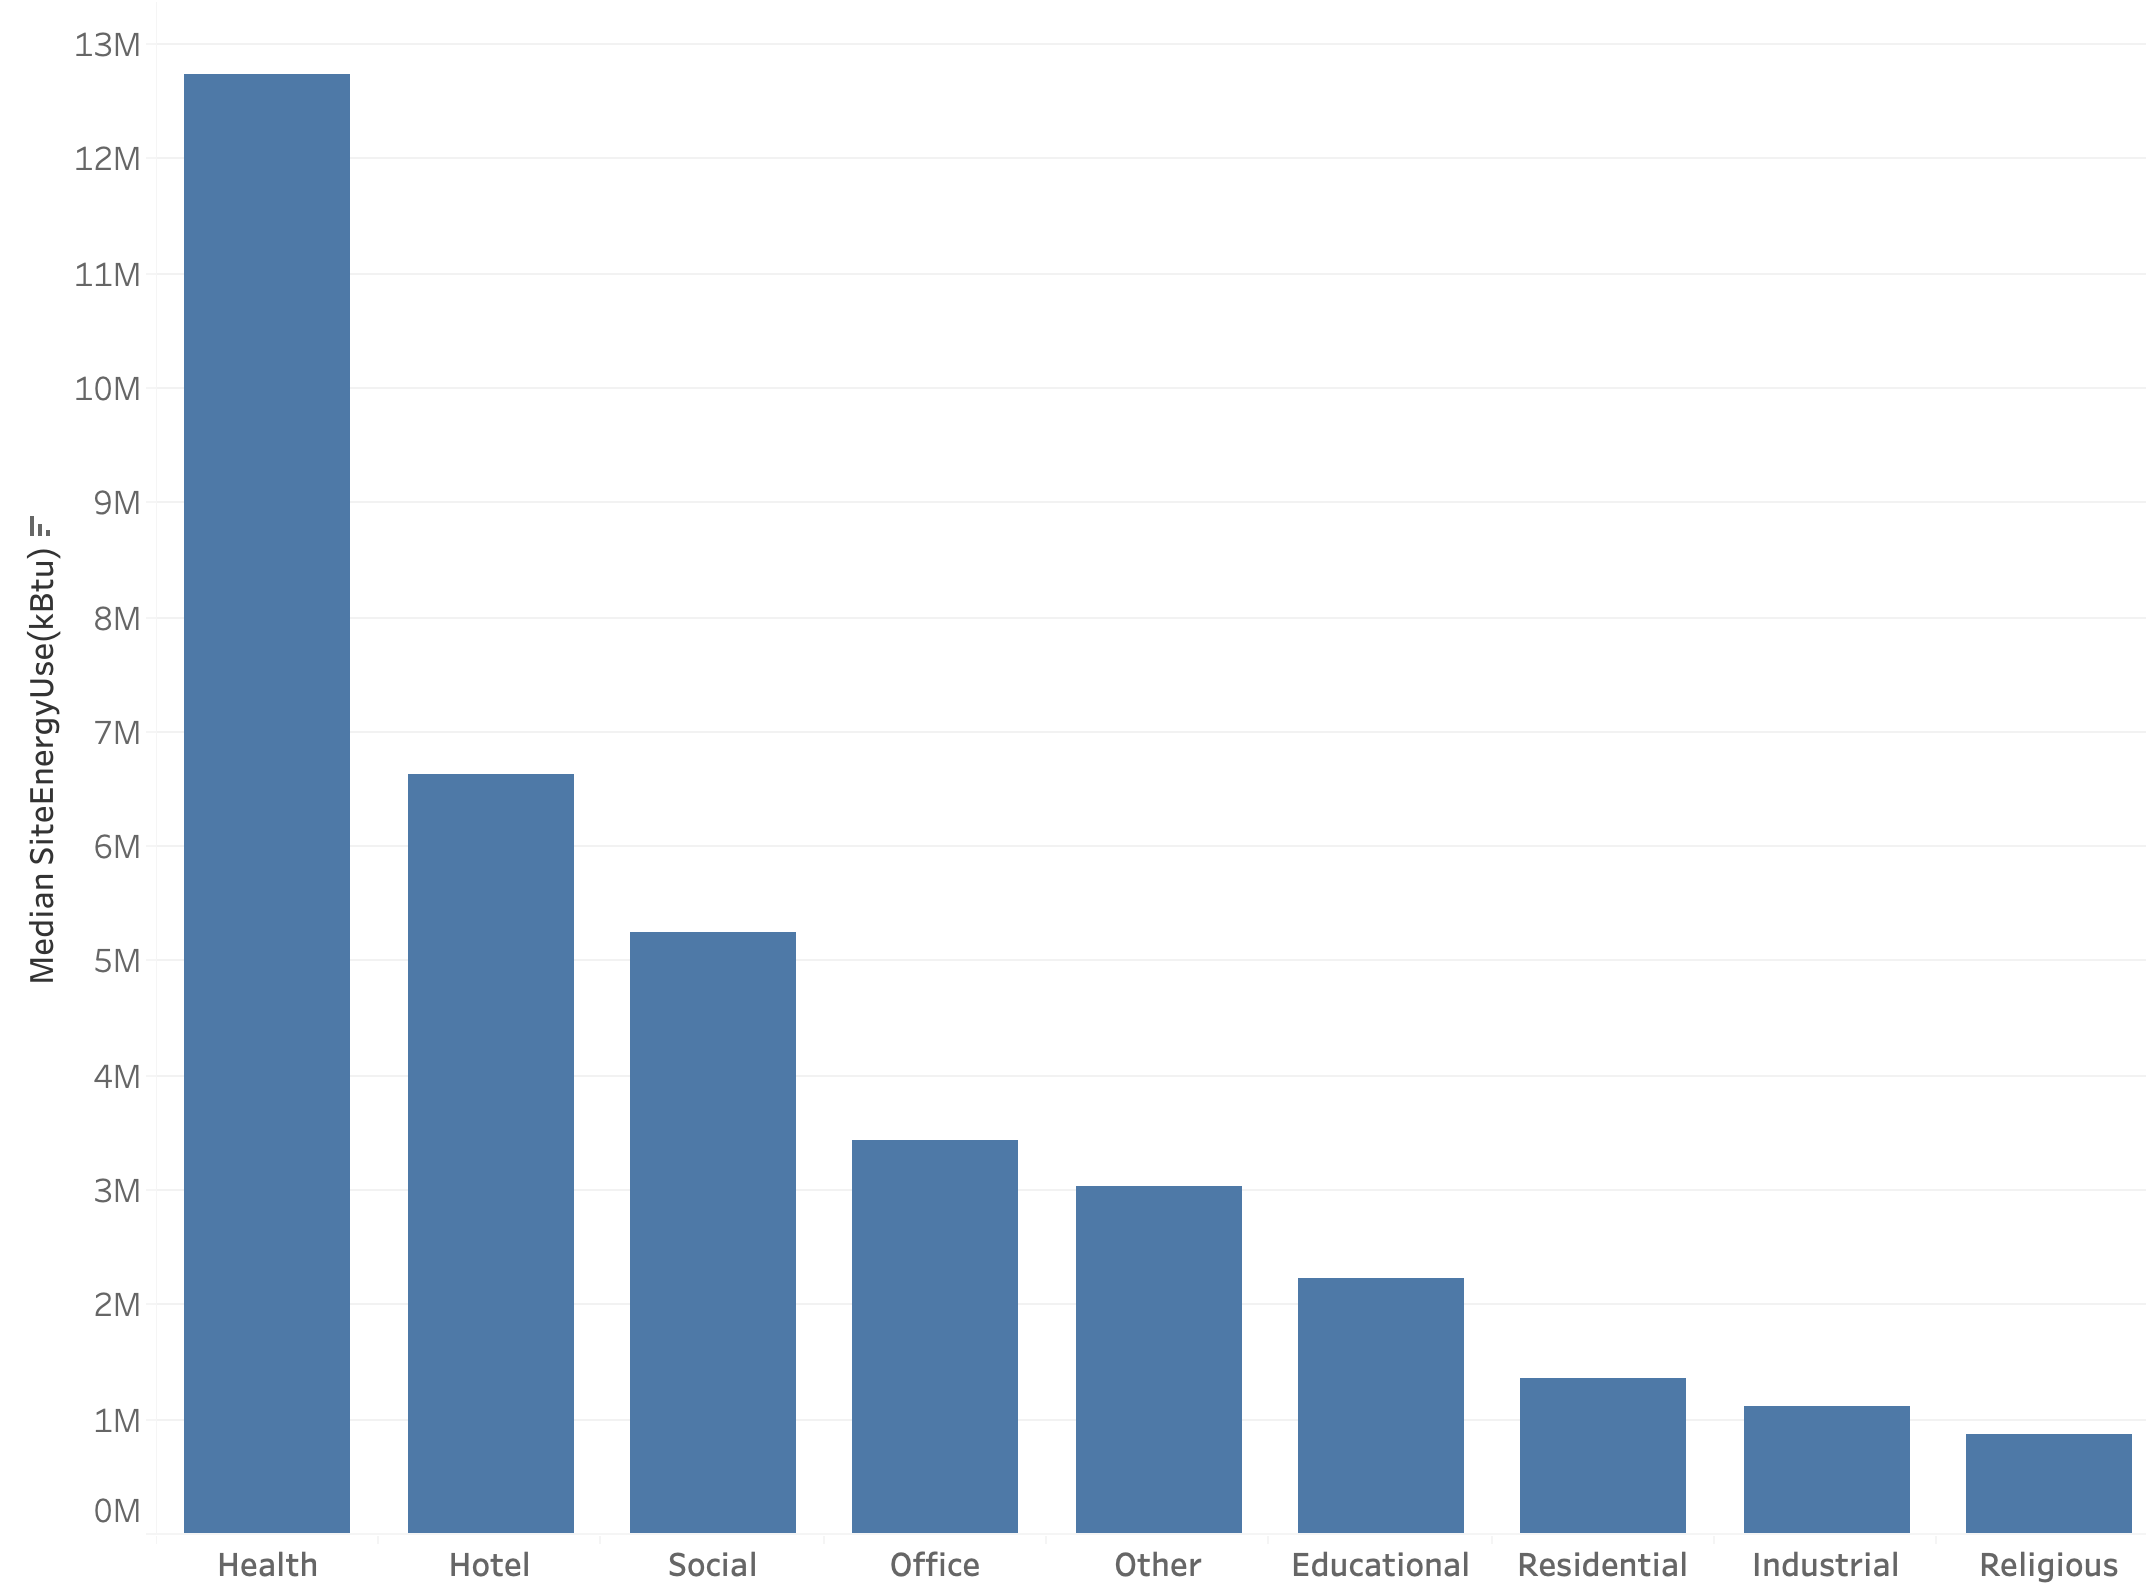 Median SiteEnergyUse(kBtu)
13M
12M
11M
10M
9M
8M
7M
6M
5M
4M
3M
2M
1M
0M
Health Hotel Social Office Other Educational Residential Industrial Religious